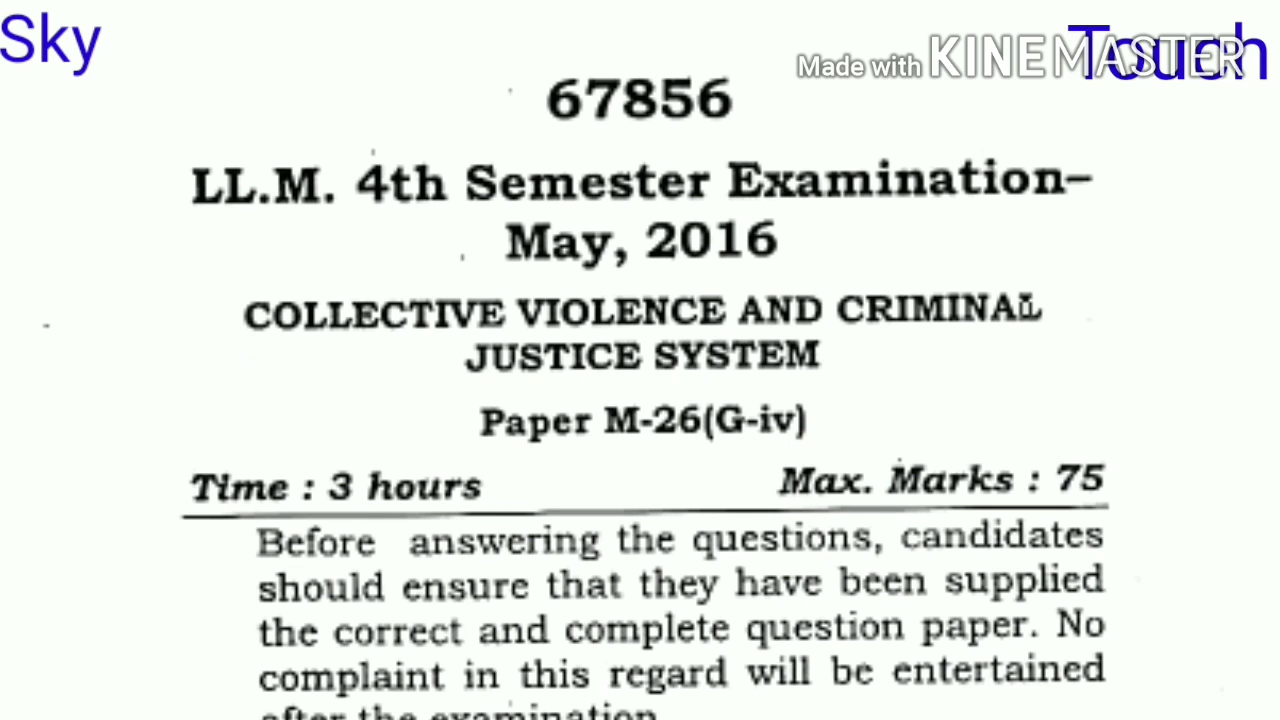 Sky
Touch
Made with KINEMASTER
67856
LL.M. 4th Semester Examination–
May, 2016
COLLECTIVE VIOLENCE AND CRIMINAL
JUSTICE SYSTEM
Paper M-26(G-iv)
Time : 3 hours Max. Marks : 75
Before answering the questions, candidates
should ensure that they have been supplied
the correct and complete question paper. No
complaint in this regard will be entertained
after the examination.